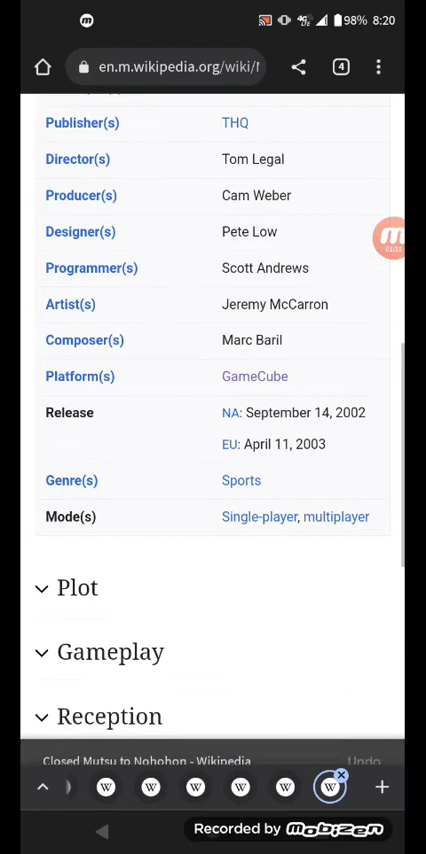 98% 8:20
en.m.wikipedia.org/wiki/
4
Publisher(s) THQ
Director(s) Tom Legal
Producer(s) Cam Weber
Designer(s) Pete Low
Programmer(s) Scott Andrews
Artist(s) Jeremy McCarron
Composer(s) Marc Baril
Platform(s) GameCube
Release NA: September 14, 2002
EU: April 11, 2003
Genre(s) Sports
Mode(s) Single-player, multiplayer
Plot
Gameplay
Reception
Closed Mutsu to Nohohon - Wikipedia Undo
W W W W W W
Recorded by mobizen